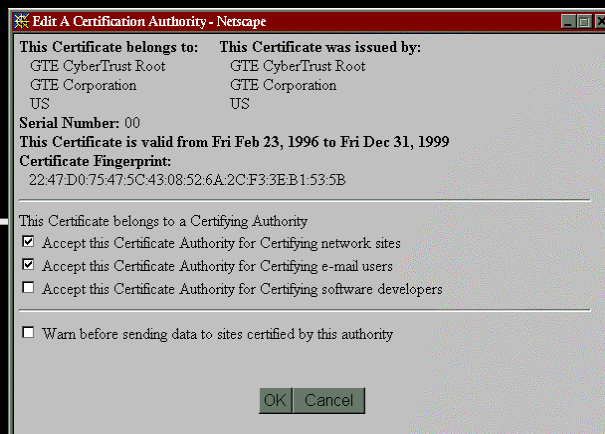 Edit A Certification Authority - Netscape
This Certificate belongs to: This Certificate was issued by:
GTE CyberTrust Root GTE CyberTrust Root
GTE Corporation GTE Corporation
US US
Serial Number: 00
This Certificate is valid from Fri Feb 23, 1996 to Fri Dec 31, 1999
Certificate Fingerprint:
22:47:D0:75:47:5C:43:08:52:6A:2C:F3:3E:B1:53:5B
This Certificate belongs to a Certifying Authority
Accept this Certificate Authority for Certifying network sites
Accept this Certificate Authority for Certifying e-mail users
Accept this Certificate Authority for Certifying software developers
Warn before sending data to sites certified by this authority
OK Cancel